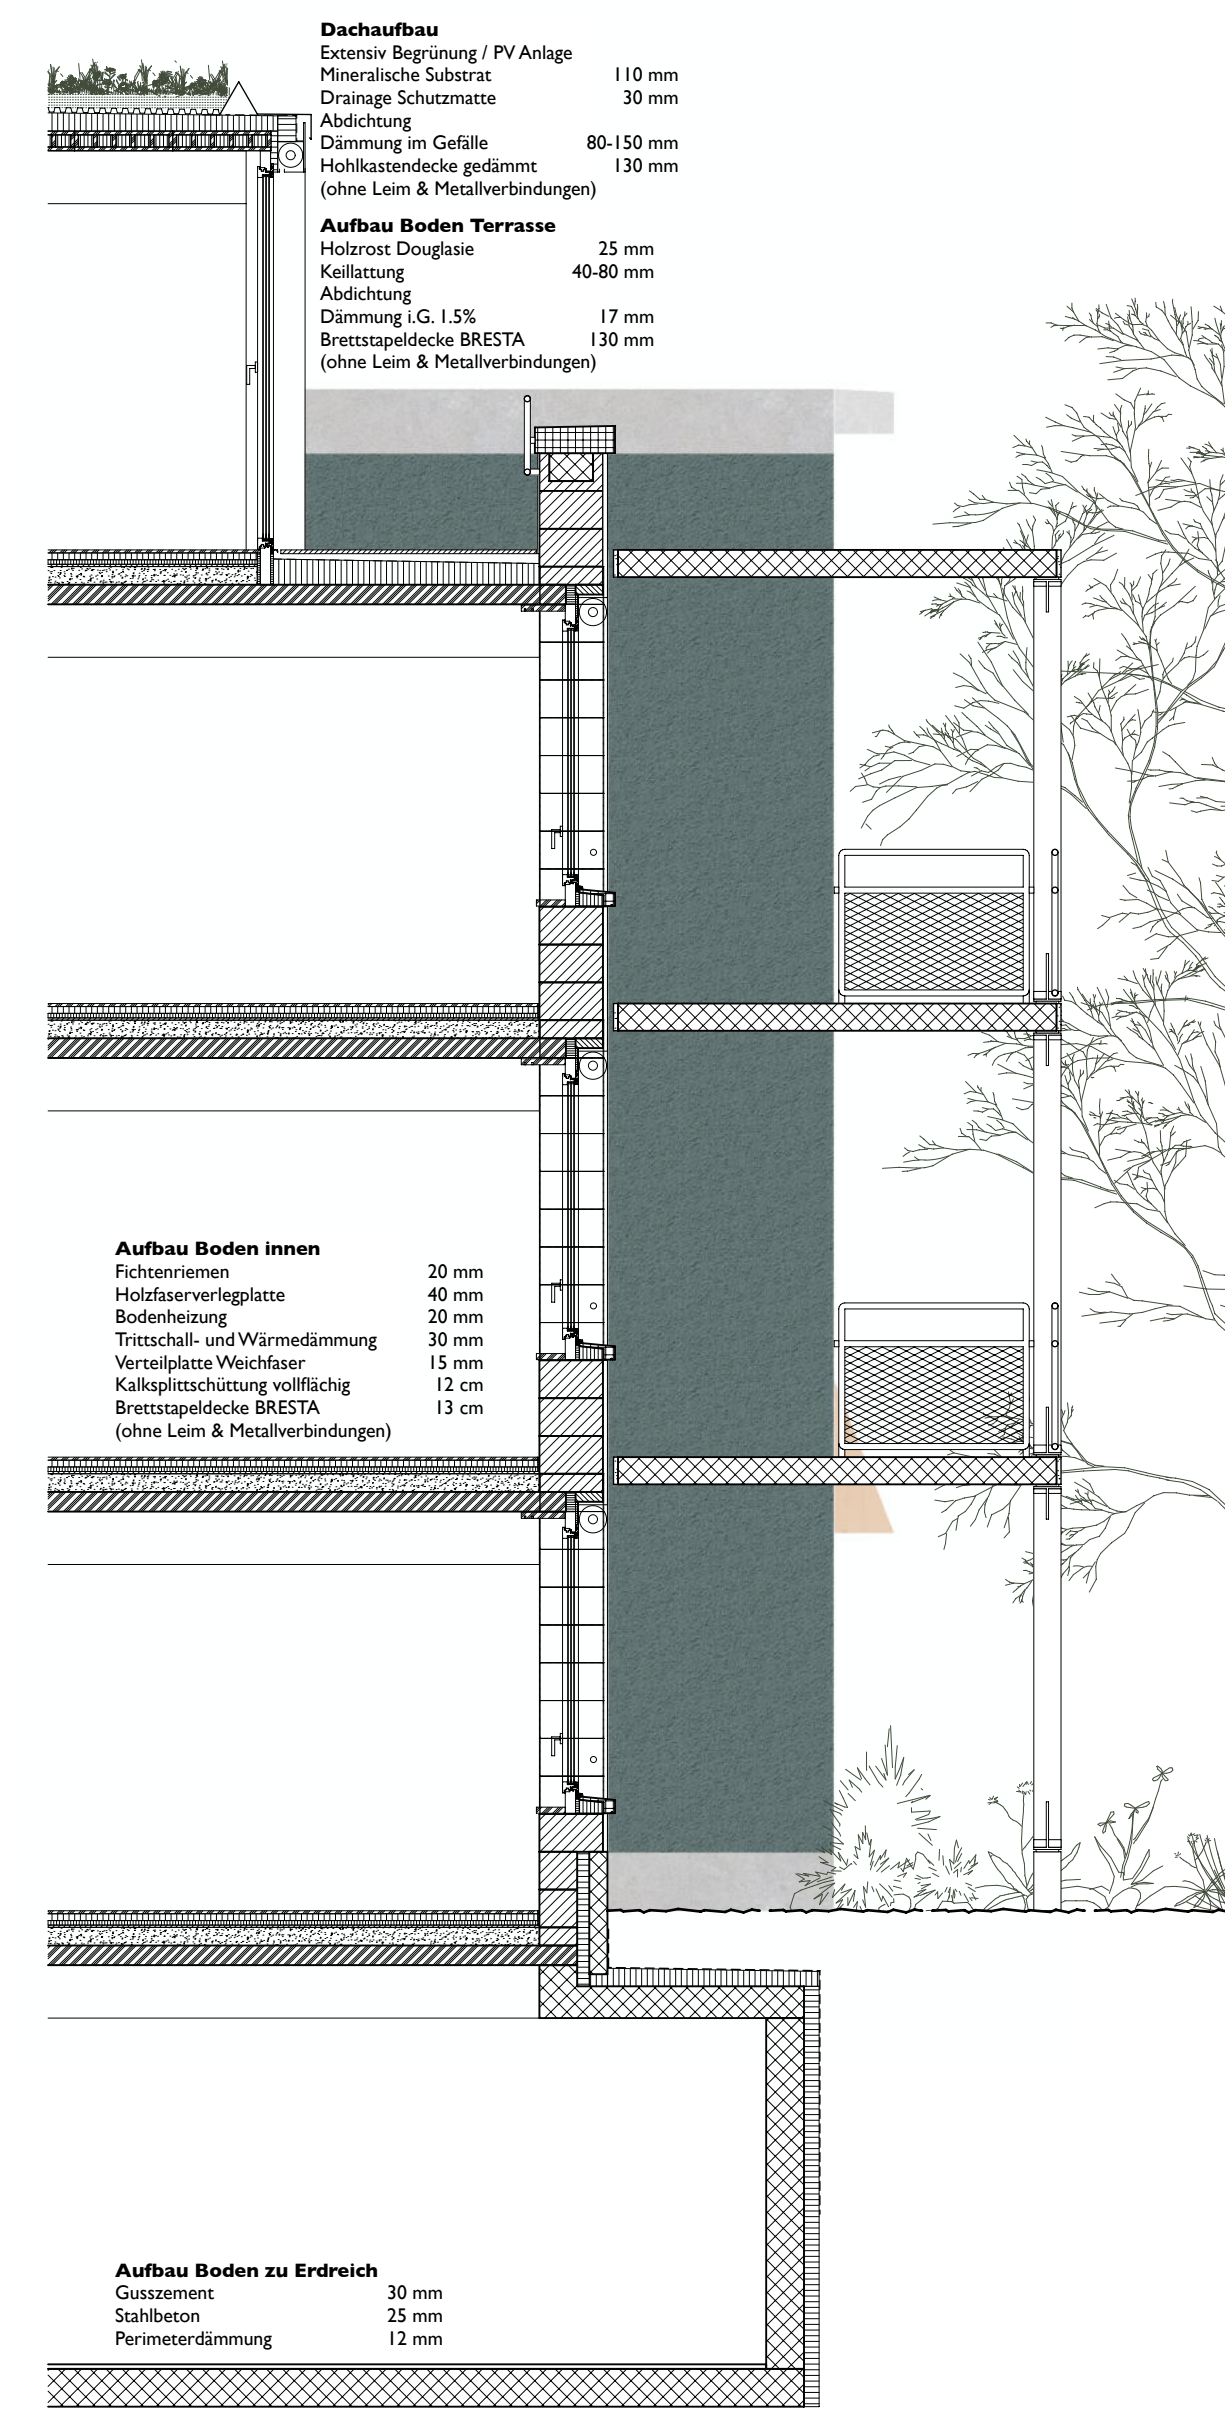 Dachaufbau
Extensiv Begrünung / PV Anlage
Mineralische Substrat 110 mm
Drainage Schutzmatte 30 mm
Abdichtung
Dämmung im Gefälle 80-150 mm
Hohlkastendecke gedämmt 130 mm
(ohne Leim & Metallverbindungen)
Aufbau Boden Terrasse
Holzrost Douglasie 25 mm
Keillattung 40-80 mm
Abdichtung
Dämmung i.G. 1.5% 17 mm
Brettstapeldecke BRESTA 130 mm
(ohne Leim & Metallverbindungen)
Aufbau Boden innen
Fichtenriemen 20 mm
Holzfaserverlegplatte 40 mm
Bodenheizung 20 mm
Trittschall- und Wärmedämmung 30 mm
Verteilplatte Weichfaser 15 mm
Kalksplittschüttung vollflächig 12 cm
Brettstapeldecke BRESTA 13 cm
(ohne Leim & Metallverbindungen)
Aufbau Boden zu Erdreich
Gusszement 30 mm
Stahlbeton 25 mm
Perimeterdämmung 12 mm